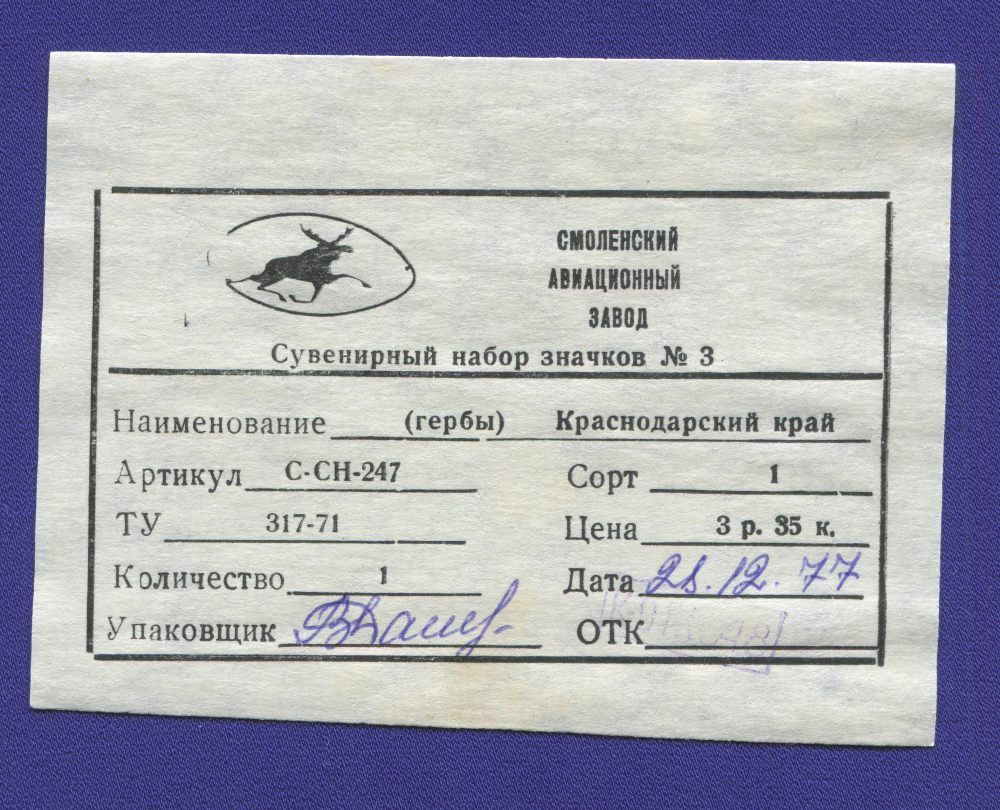 СМОЛЕНСКИЙ
АВИАЦИОННЫЙ
ЗАВОД
Сувенирный набор значков № 3
Наименование (гербы) Краснодарский край
Артикул С-СН-247
Сорт 1
ТУ 317-71
Цена 3 р. 35 к.
Количество 1
Дата 28.12.77
Упаковщик
ОТК